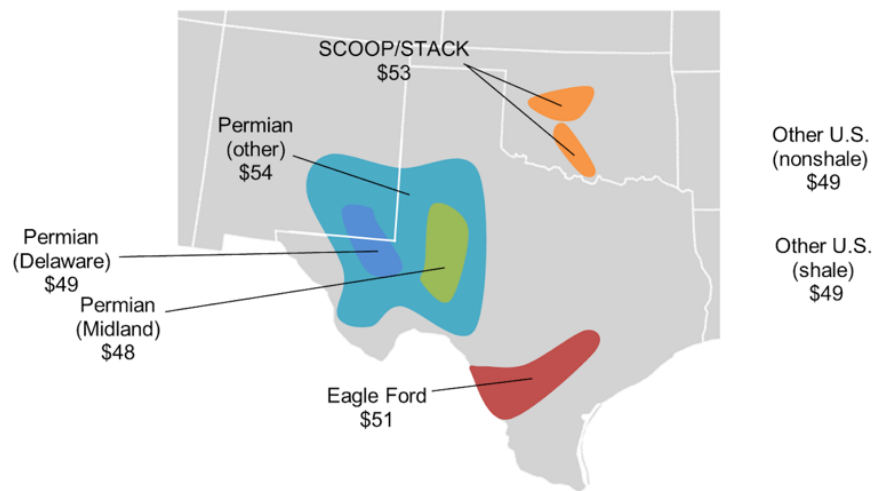 SCOOP/STACK
$53
Permian
(other)
$54
Other U.S.
(nonshale)
$49
Permian
(Delaware)
$49
Other U.S.
(shale)
$49
Permian
(Midland)
$48
Eagle Ford
$51